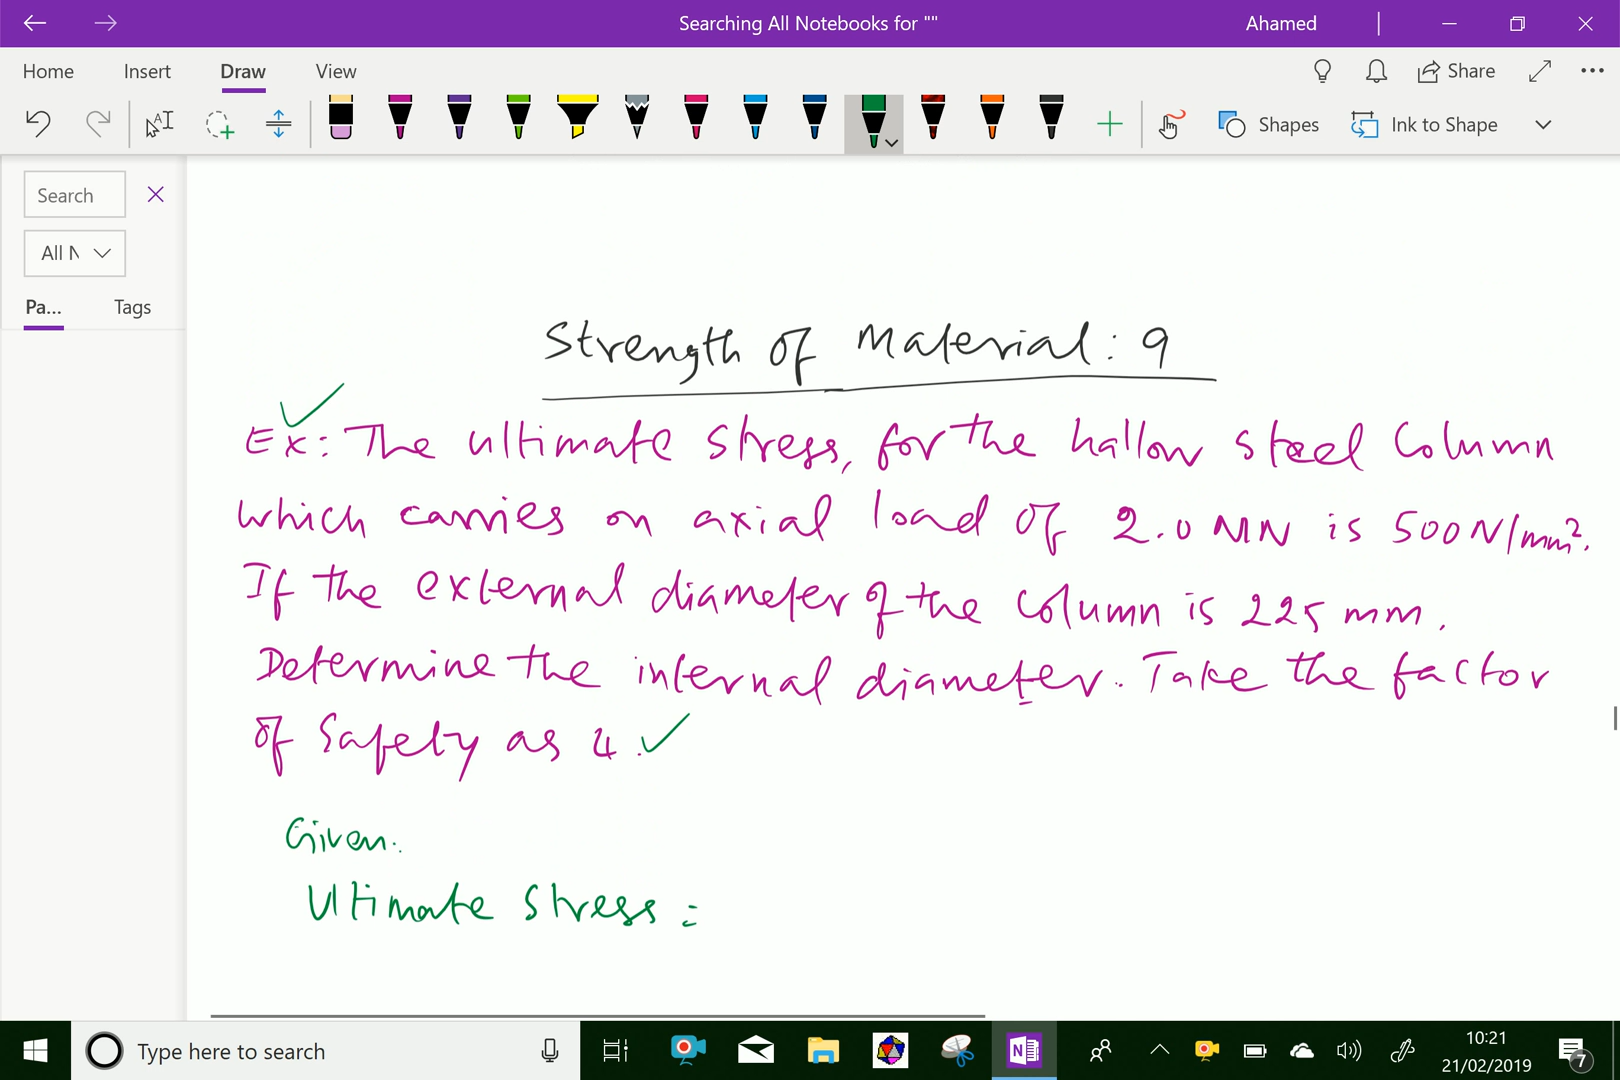 Searching All Notebooks for ""
Ahamed
Home Insert Draw View
Share
Shapes
Ink to Shape
Search
All N
Pa... Tags
Strength of Material: 9
Ex: The ultimate stress, for the hallow steel Column
which carries on axial load of 2.0 MN is 500N/mm².
If the external diameter of the column is 225 mm.
Determine the internal diameter. Take the factor
of Safety as 4.
Given:
Ultimate Stress =
Type here to search
10:21
21/02/2019
7